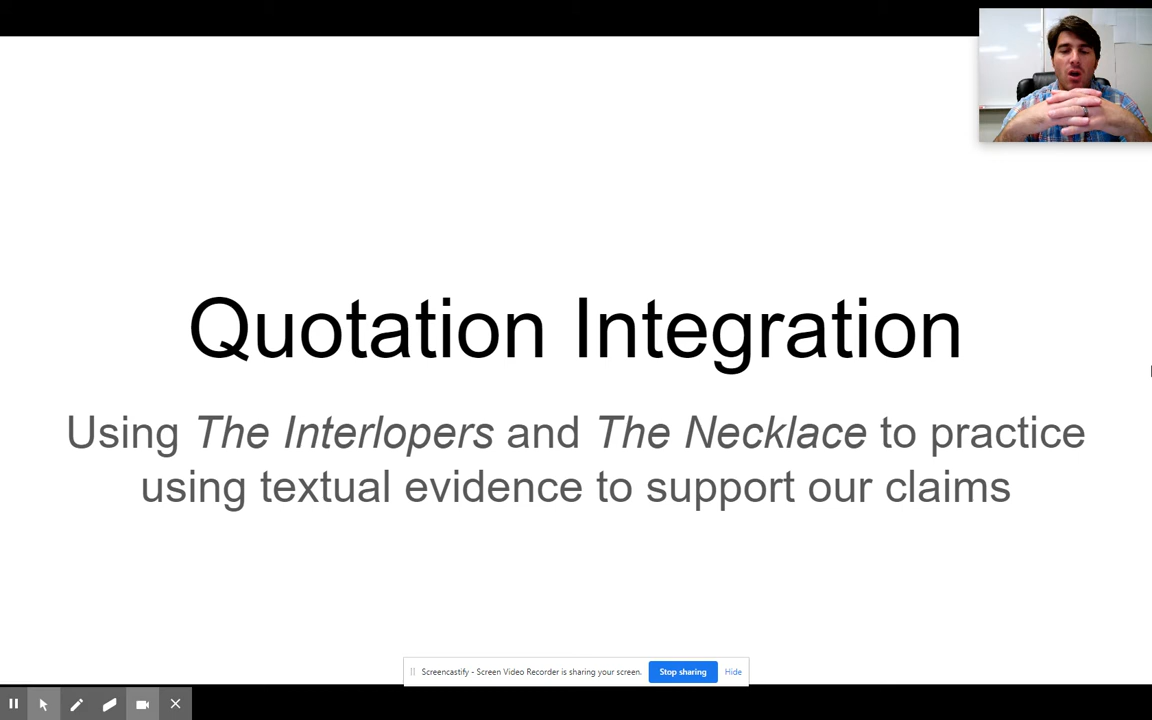 Quotation Integration
Using The Interlopers and The Necklace to practice
using textual evidence to support our claims
Screencastify - Screen Video Recorder is sharing your screen. Stop sharing Hide